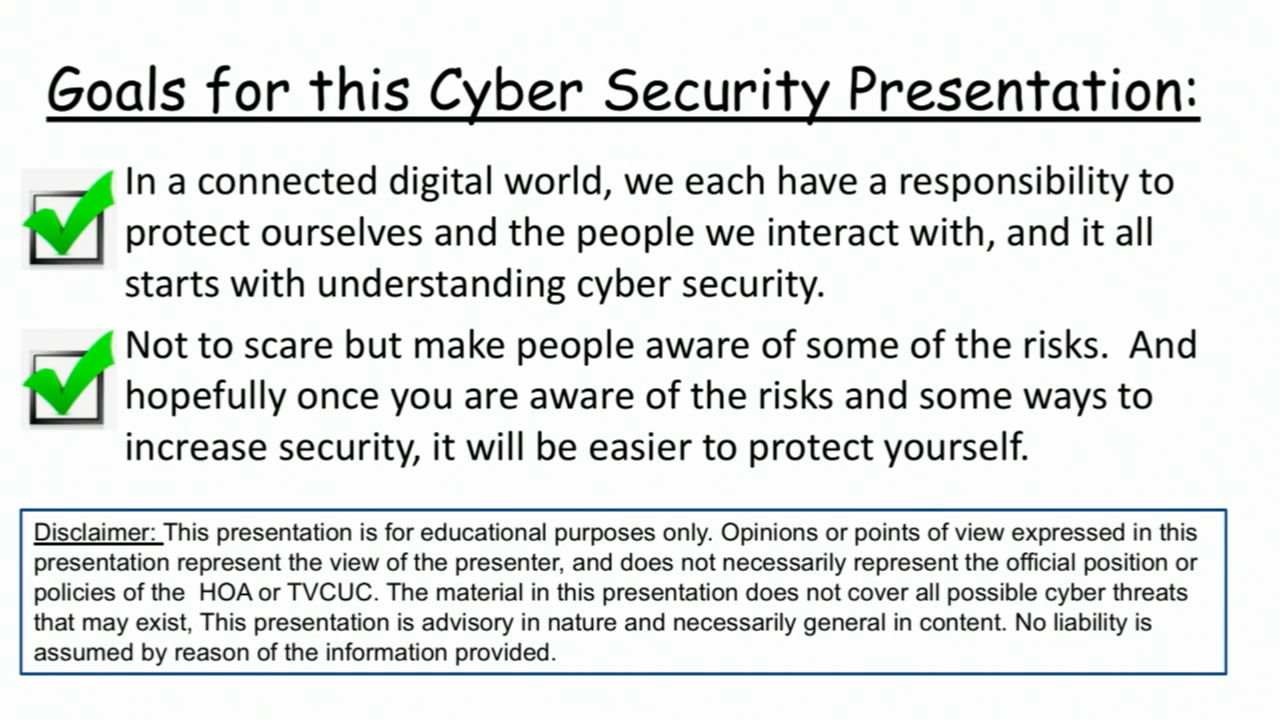 Goals for this Cyber Security Presentation:
In a connected digital world, we each have a responsibility to
protect ourselves and the people we interact with, and it all
starts with understanding cyber security.
Not to scare but make people aware of some of the risks.  And
hopefully once you are aware of the risks and some ways to
increase security, it will be easier to protect yourself.
Disclaimer: This presentation is for educational purposes only. Opinions or points of view expressed in this
presentation represent the view of the presenter, and does not necessarily represent the official position or
policies of the  HOA or TVCUC. The material in this presentation does not cover all possible cyber threats
that may exist, This presentation is advisory in nature and necessarily general in content. No liability is
assumed by reason of the information provided.